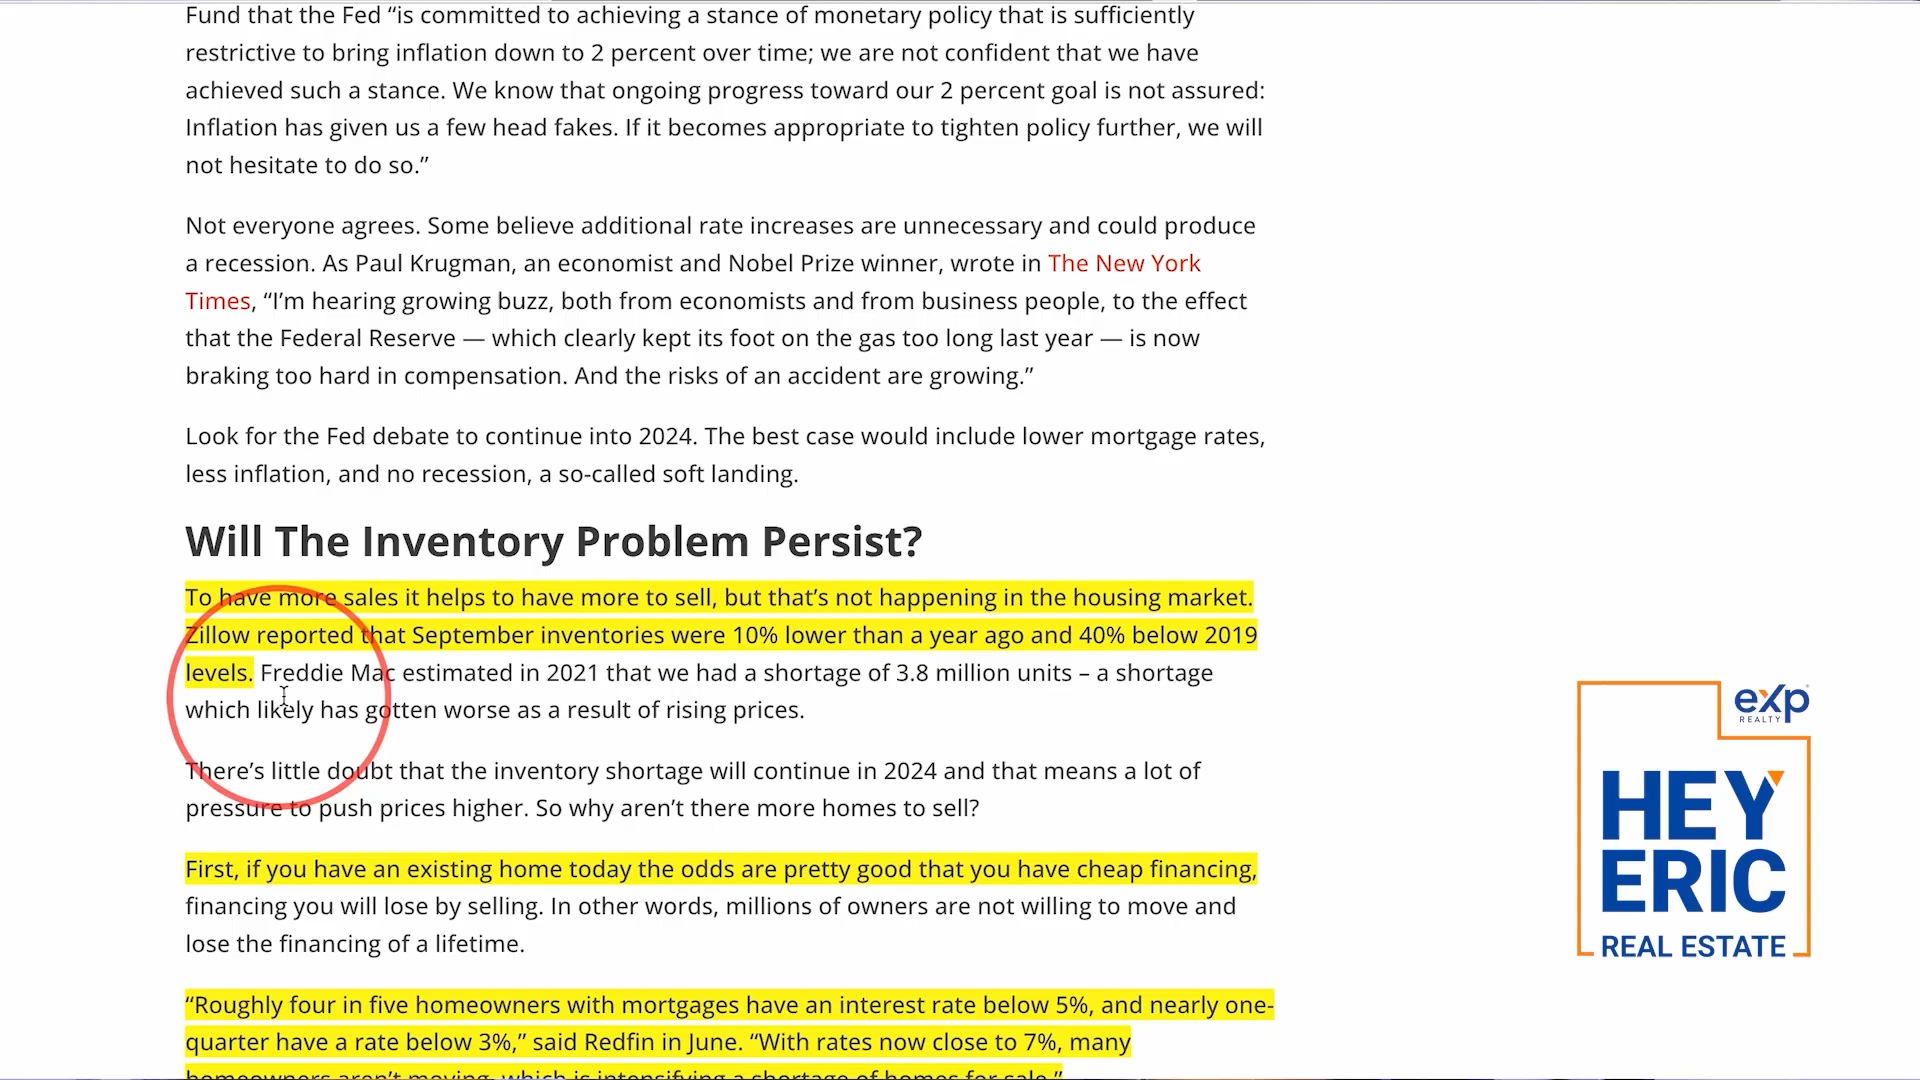 Fund that the Fed “is committed to achieving a stance of monetary policy that is sufficiently
restrictive to bring inflation down to 2 percent over time; we are not confident that we have
achieved such a stance. We know that ongoing progress toward our 2 percent goal is not assured:
Inflation has given us a few head fakes. If it becomes appropriate to tighten policy further, we will
not hesitate to do so.”
Not everyone agrees. Some believe additional rate increases are unnecessary and could produce
a recession. As Paul Krugman, an economist and Nobel Prize winner, wrote in The New York
Times, “I’m hearing growing buzz, both from economists and from business people, to the effect
that the Federal Reserve — which clearly kept its foot on the gas too long last year — is now
braking too hard in compensation. And the risks of an accident are growing.”
Look for the Fed debate to continue into 2024. The best case would include lower mortgage rates,
less inflation, and no recession, a so-called soft landing.
Will The Inventory Problem Persist?
To have more sales it helps to have more to sell, but that’s not happening in the housing market.
Zillow reported that September inventories were 10% lower than a year ago and 40% below 2019
levels. Freddie Mac estimated in 2021 that we had a shortage of 3.8 million units – a shortage
which likely has gotten worse as a result of rising prices.
There’s little doubt that the inventory shortage will continue in 2024 and that means a lot of
pressure to push prices higher. So why aren’t there more homes to sell?
First, if you have an existing home today the odds are pretty good that you have cheap financing,
financing you will lose by selling. In other words, millions of owners are not willing to move and
lose the financing of a lifetime.
“Roughly four in five homeowners with mortgages have an interest rate below 5%, and nearly one-
quarter have a rate below 3%,” said Redfin in June. “With rates now close to 7%, many
homeowners aren’t moving, which is intensifying a shortage of homes for sale.”
exp
REALTY
HEY
ERIC
REAL ESTATE